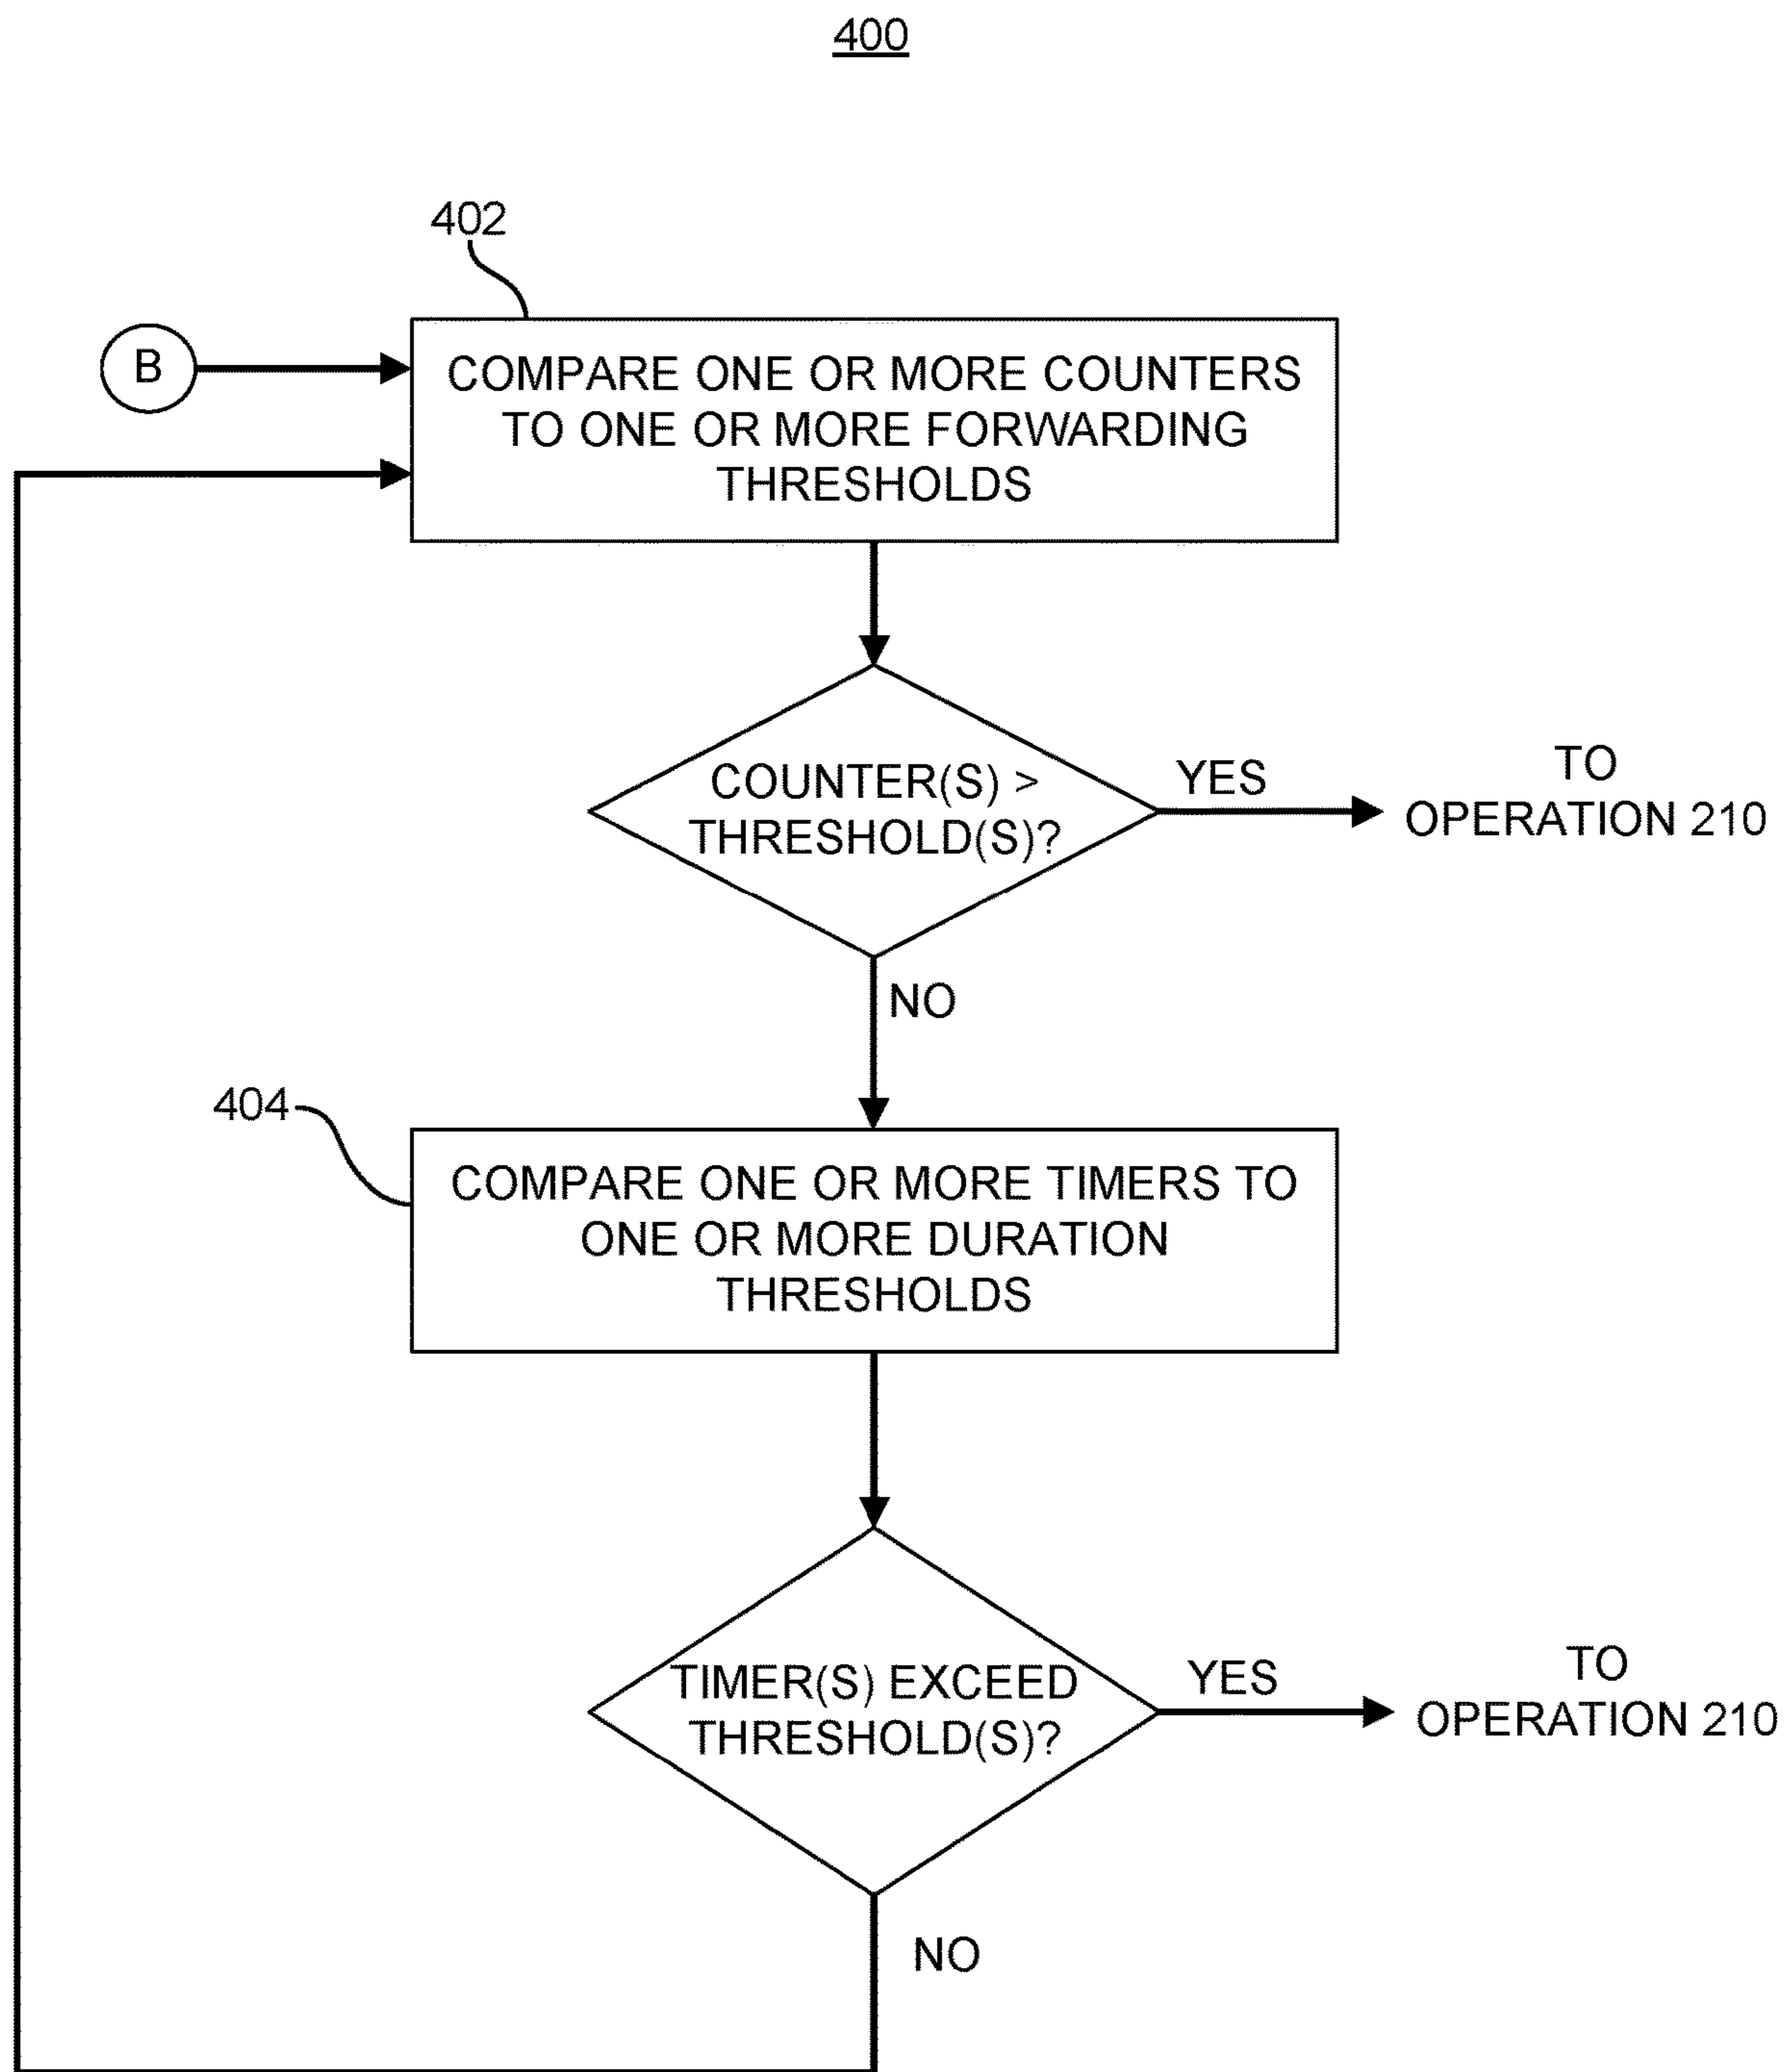 400
402
B
COMPARE ONE OR MORE COUNTERS
TO ONE OR MORE FORWARDING
THRESHOLDS
COUNTER(S) >
THRESHOLD(S)?
YES
TO
OPERATION 210
NO
404
COMPARE ONE OR MORE TIMERS TO
ONE OR MORE DURATION
THRESHOLDS
TIMER(S) EXCEED
THRESHOLD(S)?
YES
TO
OPERATION 210
NO